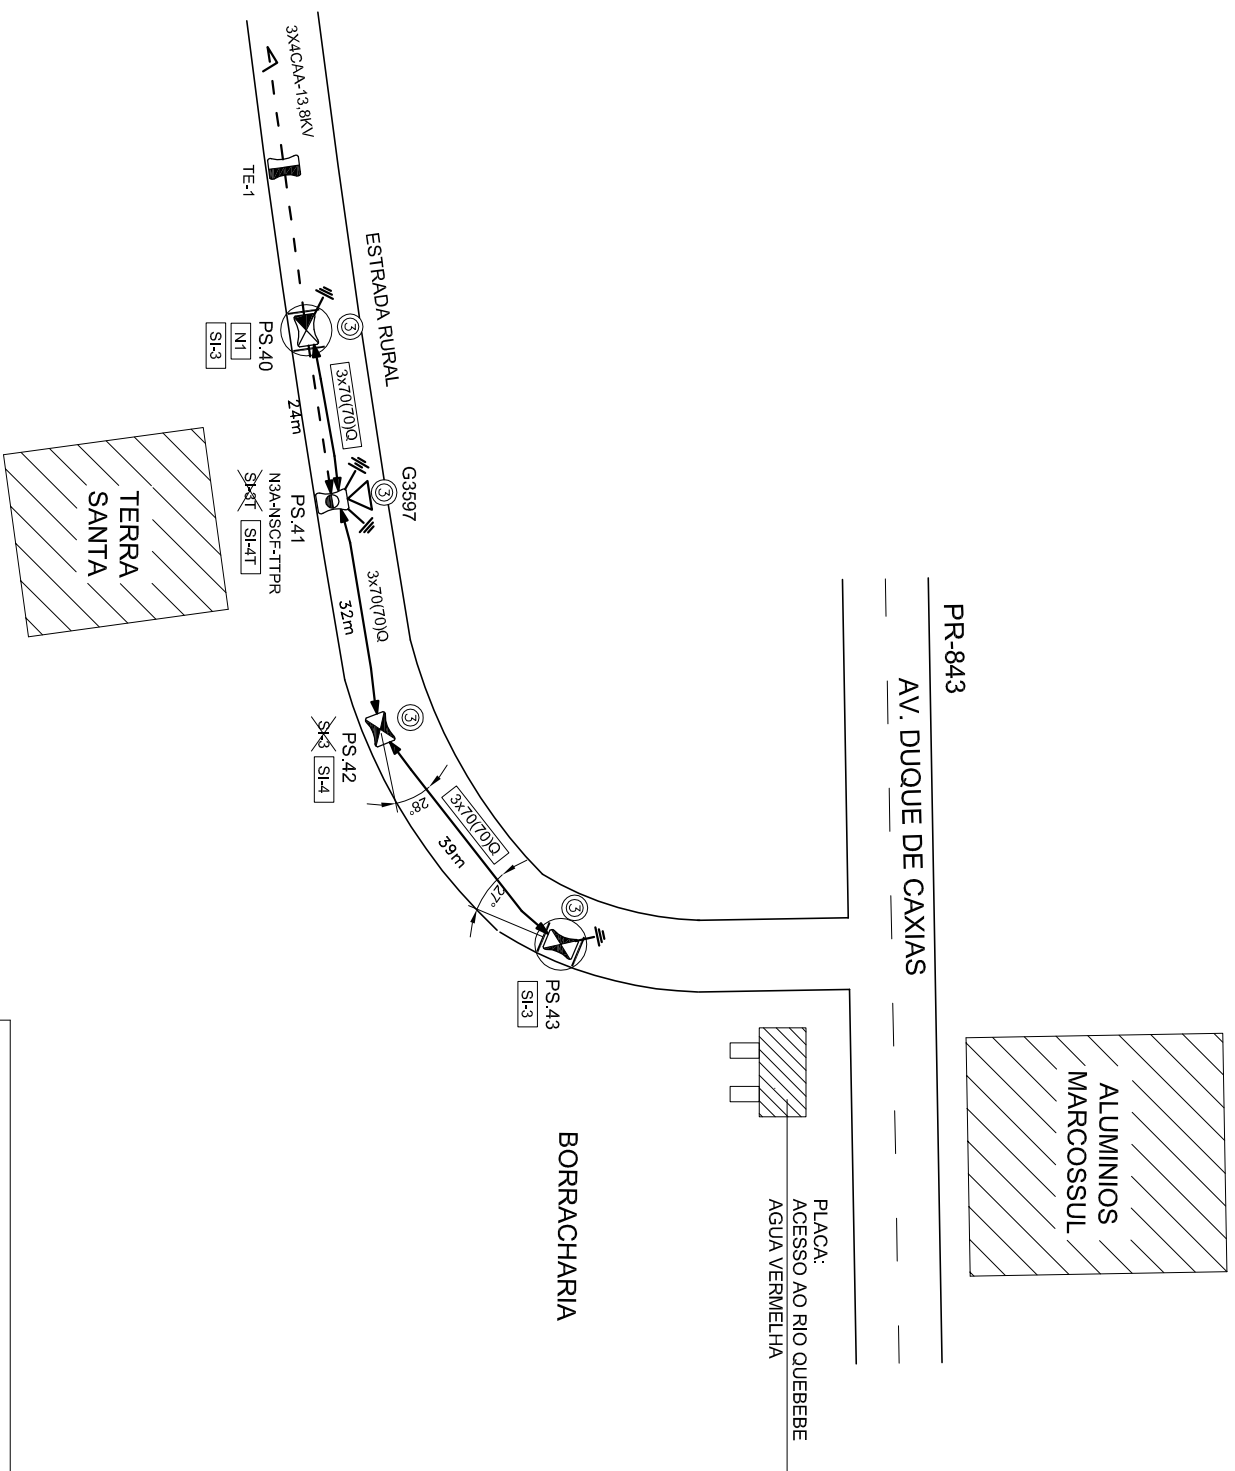 PR-843
AV. DUQUE DE CAXIAS
ALUMINIOS
MARCOSSUL
PLACA:
ACESSO AO RIO QUEBEBE
AGUA VERMELHA
BORRACHARIA
3X4CAA-13,8KV
TE-1
ESTRADA RURAL
3
PS.40
N1
SI-3
3x70(70)Q
24m
G3597
3
PS.41
N3A-NSCF-TTPR
SI-3T
SI-4T
3x70(70)Q
32m
3
PS.42
SI-3
SI-4
28°
3x70(70)Q
39m
27°
3
PS.43
SI-3
TERRA
SANTA